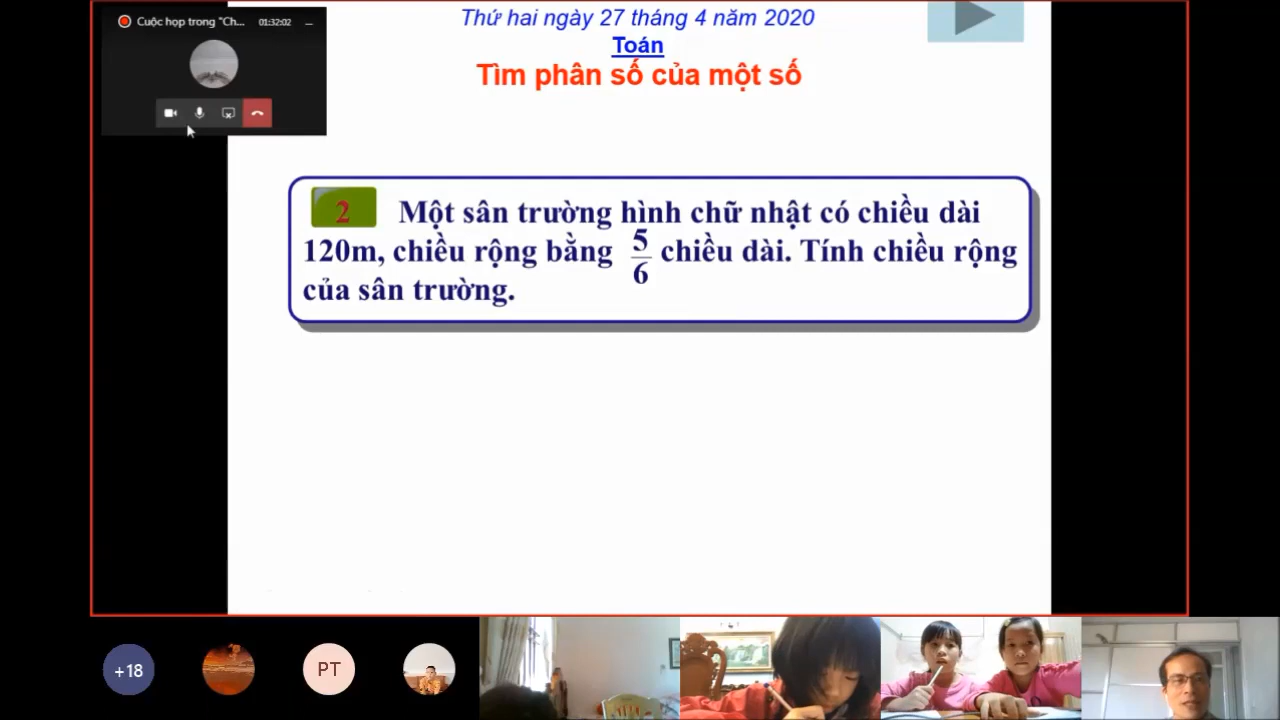 Cuộc họp trong "Ch... 01:32:02
Thứ hai ngày 27 tháng 4 năm 2020
Toán
Tìm phân số của một số
2 Một sân trường hình chữ nhật có chiều dài
120m, chiều rộng bằng 5/6 chiều dài. Tính chiều rộng
của sân trường.
+18
PT